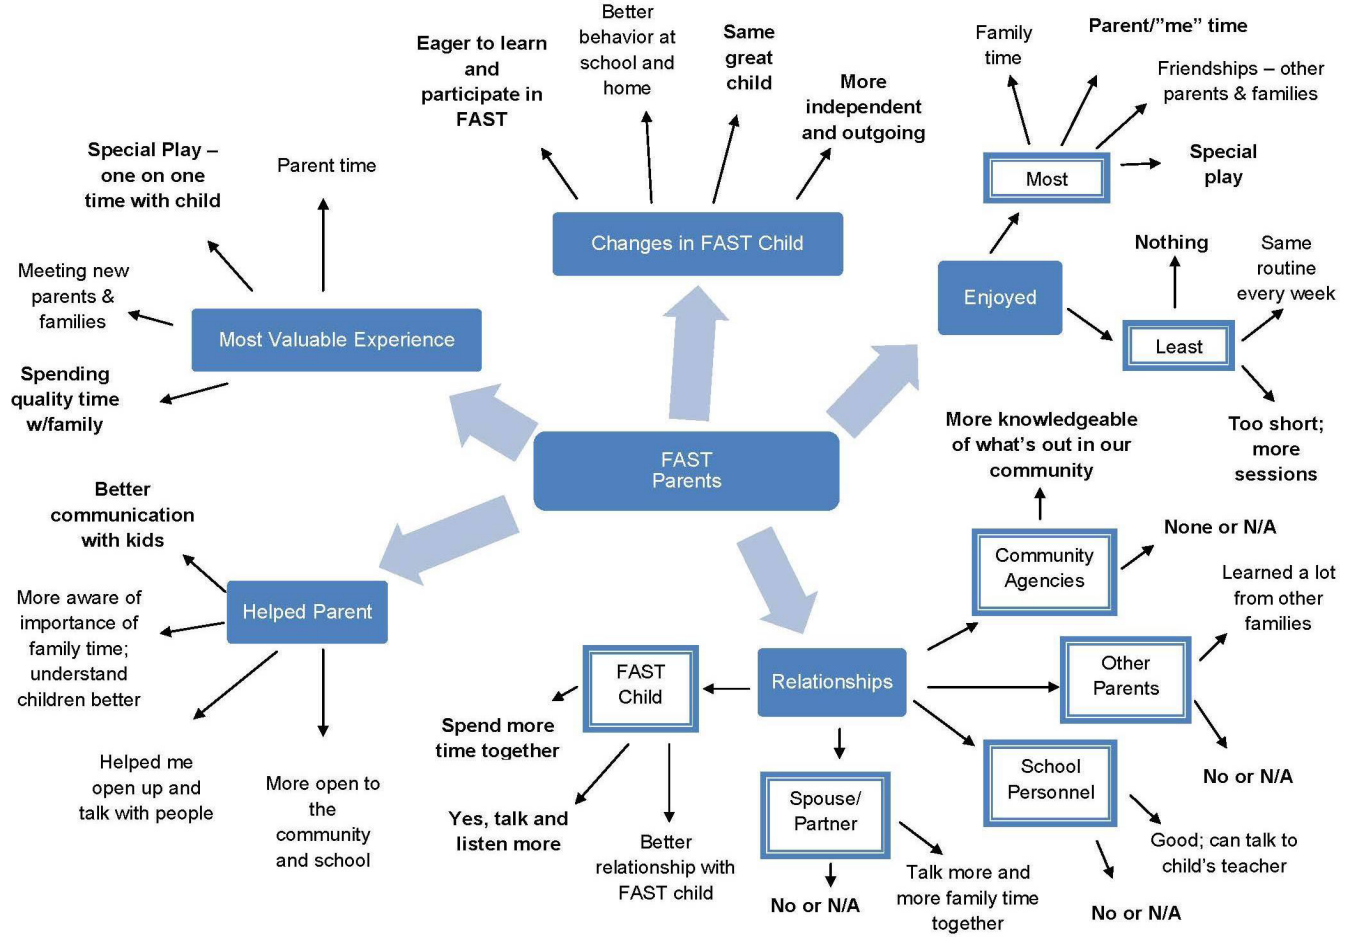 Better
behavior at
school and
home
Eager to learn
and
participate in
FAST
Same
great
child
More
independent
and outgoing
Changes in FAST Child
Family
time
Parent/”me” time
Friendships – other
parents & families
Special
play
Most
Enjoyed
Nothing
Same
routine
every week
Least
Too short;
more
sessions
Special Play –
one on one
time with child
Parent time
Meeting new
parents &
families
Most Valuable Experience
Spending
quality time
w/family
FAST
Parents
Better
communication
with kids
More aware of
importance of
family time;
understand
children better
Helped Parent
Helped me
open up and
talk with people
More open to
the
community
and school
More knowledgeable
of what’s out in our
community
Community
Agencies
None or N/A
Learned a lot
from other
families
Other
Parents
No or N/A
Relationships
FAST
Child
Spend more
time together
Yes, talk and
listen more
Better
relationship with
FAST child
Spouse/
Partner
No or N/A
Talk more and
more family time
together
School
Personnel
Good; can talk to
child’s teacher
No or N/A